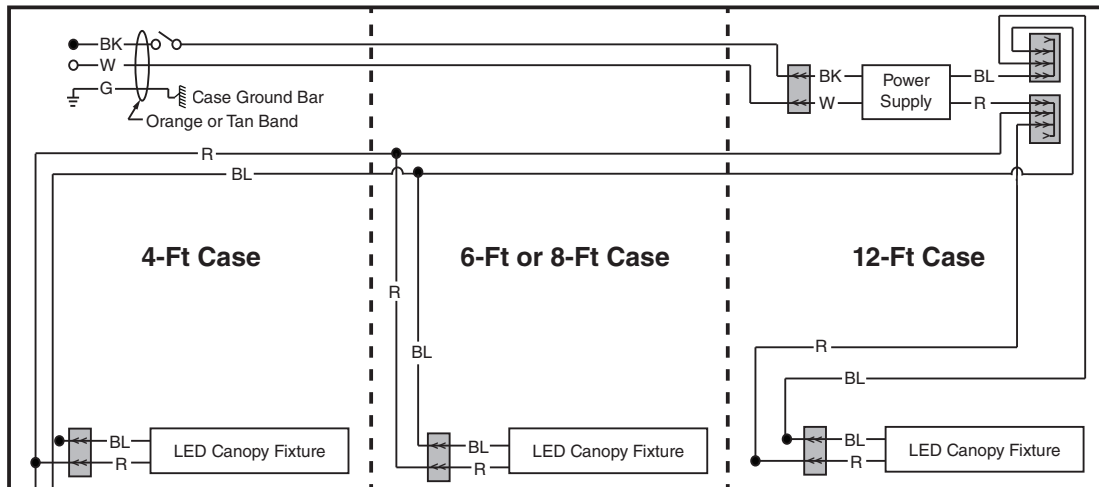 BK
W
G
Case Ground Bar
Orange or Tan Band
BK
W
Power
Supply
BL
R
R
BL
4-Ft Case
6-Ft or 8-Ft Case
12-Ft Case
R
BL
R
BL
BL
R
LED Canopy Fixture
BL
R
LED Canopy Fixture
BL
R
LED Canopy Fixture